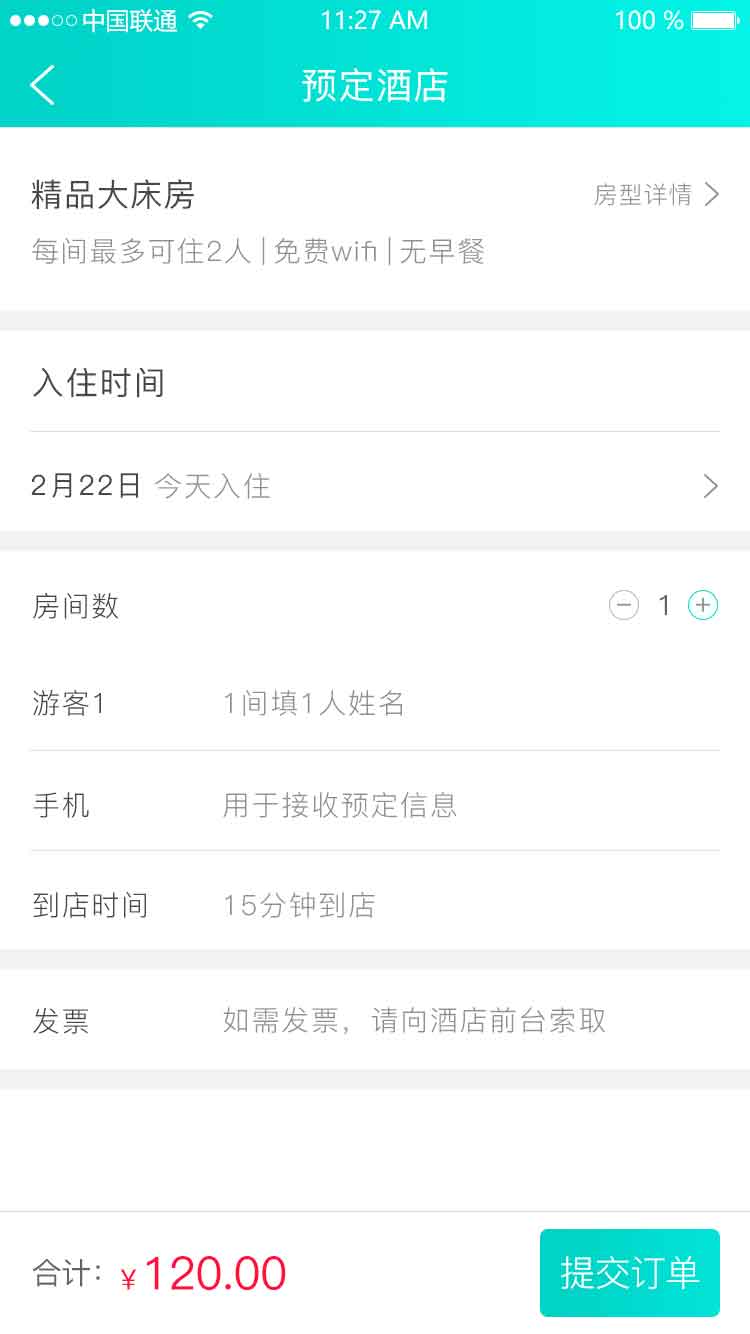 中国联通 11:27 AM 100 %
预定酒店
精品大床房 房型详情
每间最多可住2人|免费wifi|无早餐
入住时间
2月22日 今天入住
房间数 1
游客1 1间填1人姓名
手机 用于接收预定信息
到店时间 15分钟到店
发票 如需发票，请向酒店前台索取
合计：¥120.00 提交订单